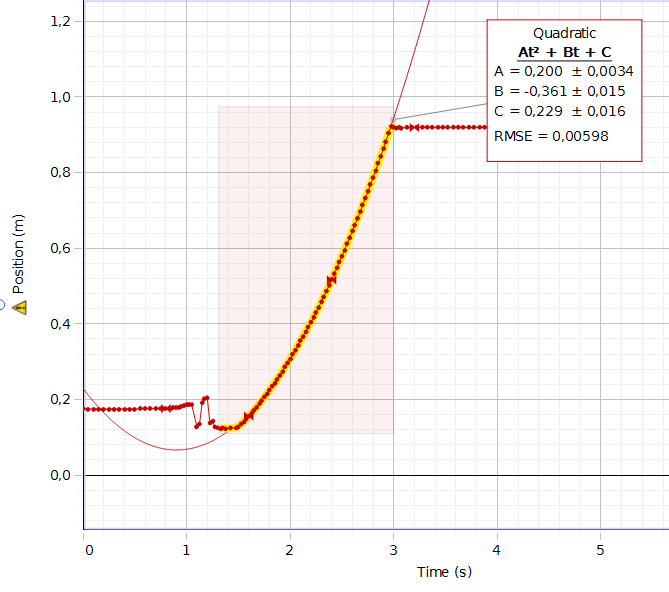 Quadratic
At² + Bt + C
A = 0,200 ± 0,0034
B = -0,361 ± 0,015
C = 0,229 ± 0,016
RMSE = 0,00598
1,2
1,0
0,8
0,6
0,4
0,2
0,0
Position (m)
0 1 2 3 4 5
Time (s)